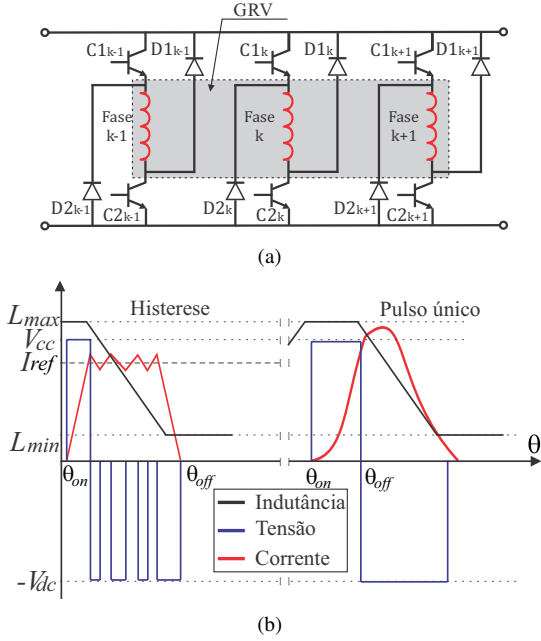 GRV
C1k-1 D1k-1 C1k D1k C1k+1 D1k+1
Fase k-1
Fase k
Fase k+1
D2k-1 C2k-1 D2k C2k D2k+1 C2k+1
(a)
Lmax Histerese Pulso único
Vcc
Iref
Lmin
θ
θon θoff θon θoff
Indutância
Tensão
Corrente
-Vdc
(b)